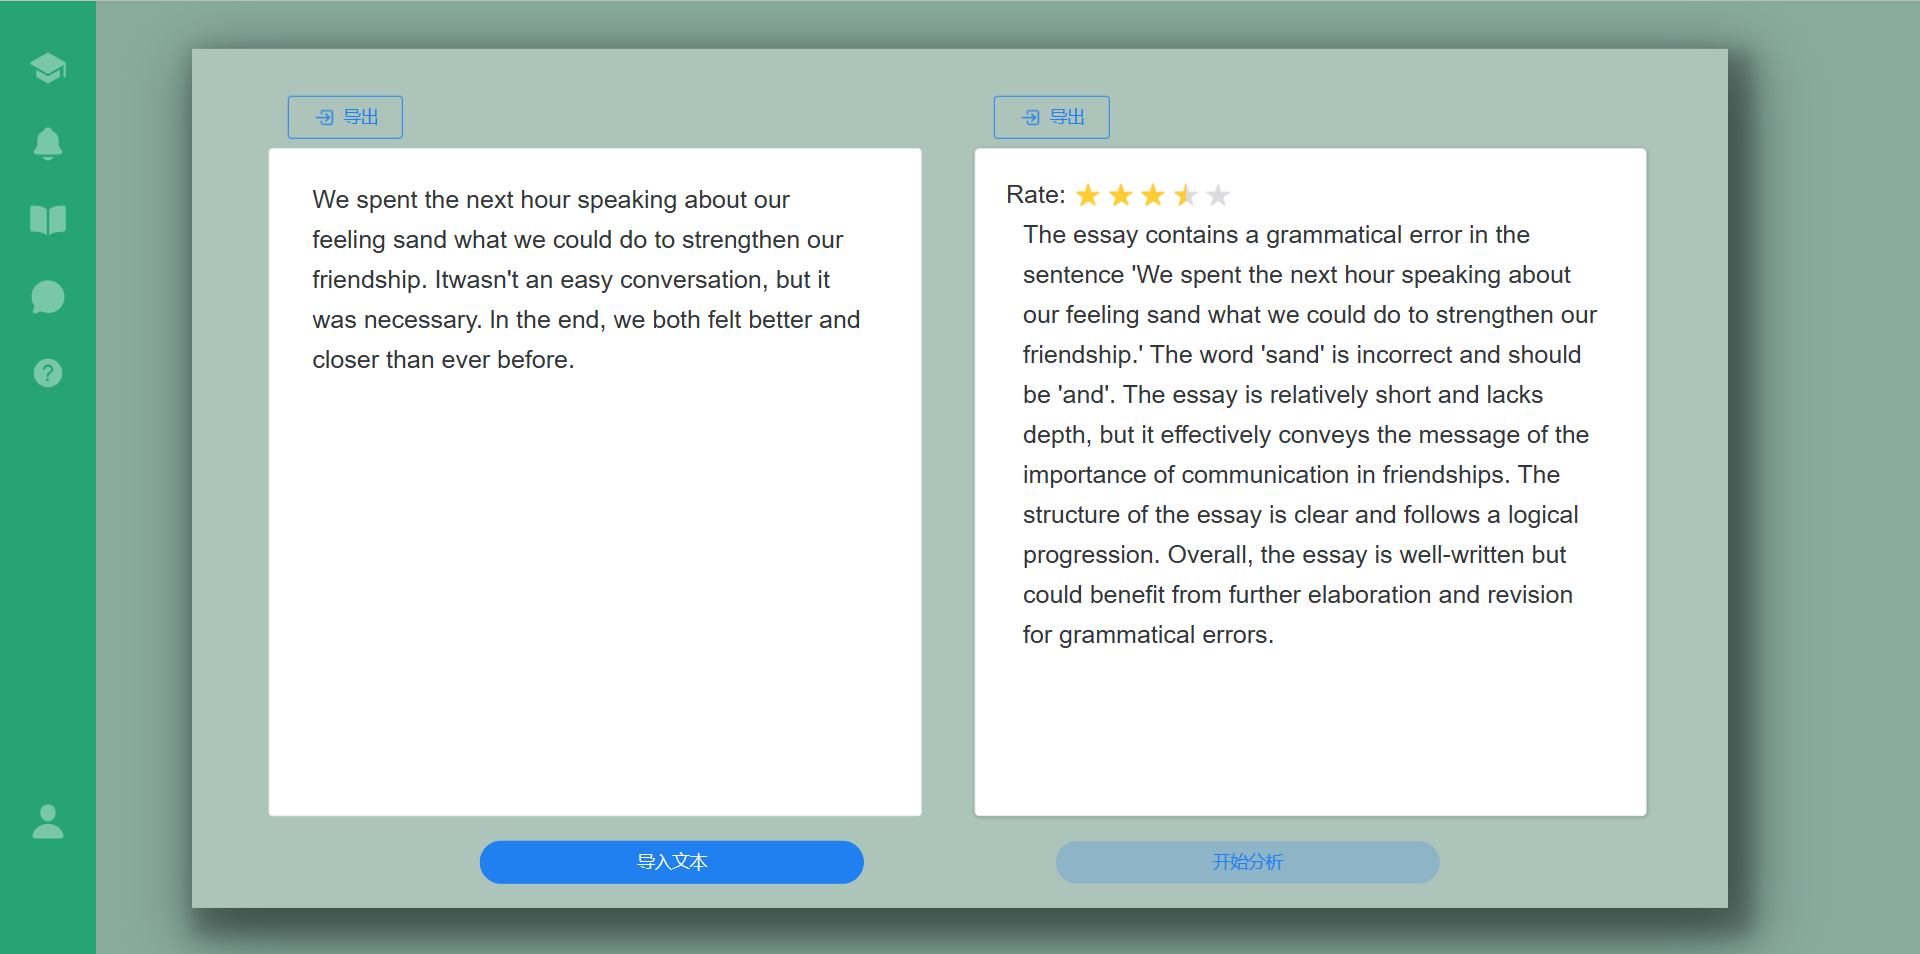 导出
We spent the next hour speaking about our
feeling sand what we could do to strengthen our
friendship. Itwasn't an easy conversation, but it
was necessary. In the end, we both felt better and
closer than ever before.
导入文本
导出
Rate:
The essay contains a grammatical error in the
sentence 'We spent the next hour speaking about
our feeling sand what we could do to strengthen our
friendship.' The word 'sand' is incorrect and should
be 'and'. The essay is relatively short and lacks
depth, but it effectively conveys the message of the
importance of communication in friendships. The
structure of the essay is clear and follows a logical
progression. Overall, the essay is well-written but
could benefit from further elaboration and revision
for grammatical errors.
开始分析